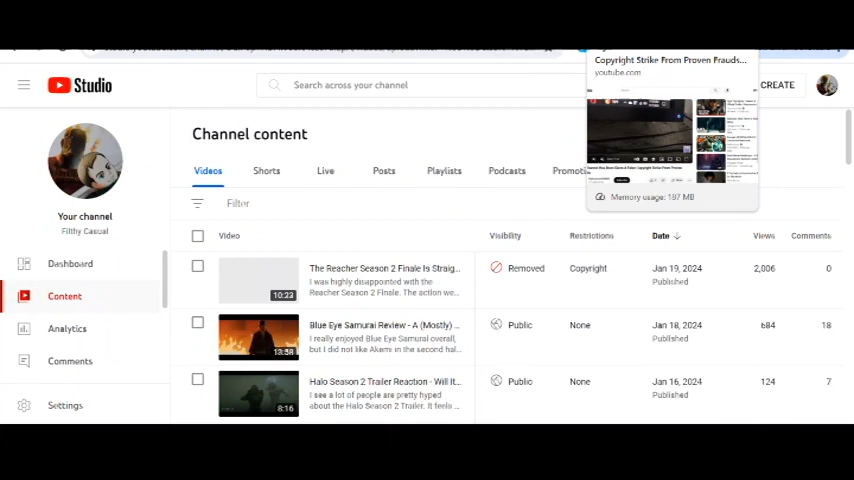 Copyright Strike From Proven Frauds...
youtube.com
Studio
Search across your channel
CREATE
Channel content
Videos
Shorts
Live
Posts
Playlists
Podcasts
Promoti
Memory usage: 187 MB
Filter
Your channel
Filthy Casual
Video
Visibility
Restrictions
Date
Views
Comments
Dashboard
Content
Analytics
Comments
Settings
The Reacher Season 2 Finale Is Straig...
I was highly disappointed with the
Reacher Season 2 Finale. The action we...
10:23
Removed
Copyright
Jan 19, 2024
Published
2,006
0
Blue Eye Samurai Review - A (Mostly) ...
I really enjoyed Blue Eye Samurai overall,
but I did not like Akemi in the second hal...
13:58
Public
None
Jan 18, 2024
Published
684
18
Halo Season 2 Trailer Reaction - Will It...
I see a lot of people are pretty hyped
about the Halo Season 2 Trailer. It feels ...
8:16
Public
None
Jan 16, 2024
Published
124
7